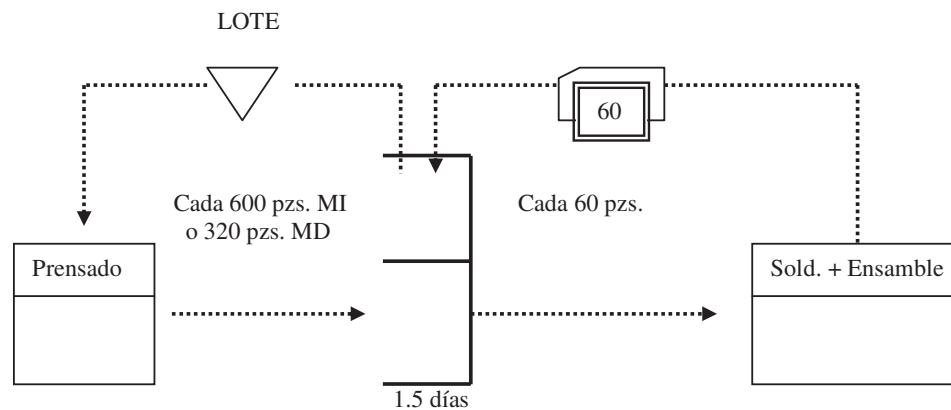 LOTE
60
Cada 600 pzs. MI
o 320 pzs. MD
Cada 60 pzs.
Prensado
Sold. + Ensamble
1.5 días